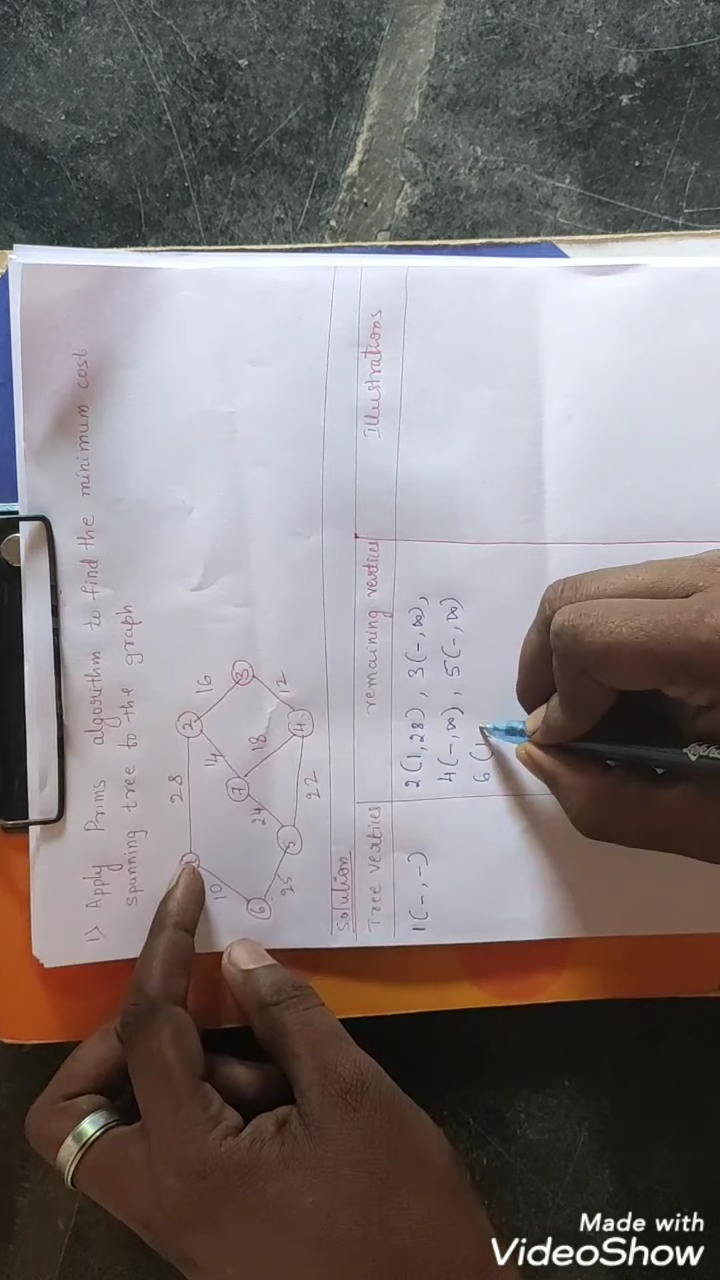 1> Apply Prims algorithm to find the minimum cost
spanning tree to the graph
28
2
16
3
10
14
7
18
12
6
25
5
24
22
4
Solution
Tree vertices remaining vertices Illustrations
1(-,-) 2(1,28), 3(-,∞),
4(-,∞), 5(-,∞)
6(1
Made with
VideoShow